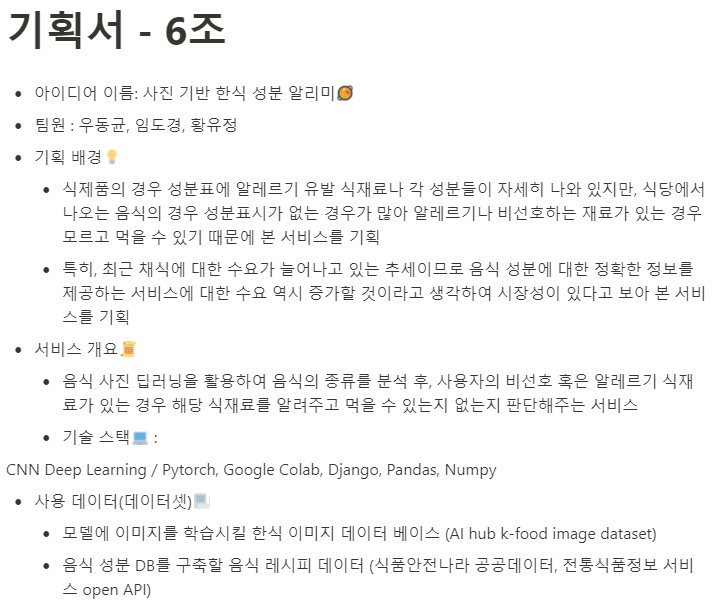 기획서 - 6조
• 아이디어 이름: 사진 기반 한식 성분 알리미🥘
• 팀원 : 우동균, 임도경, 황유정
• 기획 배경💡
• 식제품의 경우 성분표에 알레르기 유발 식재료나 각 성분들이 자세히 나와 있지만, 식당에서
나오는 음식의 경우 성분표시가 없는 경우가 많아 알레르기나 비선호하는 재료가 있는 경우
모르고 먹을 수 있기 때문에 본 서비스를 기획
• 특히, 최근 채식에 대한 수요가 늘어나고 있는 추세이므로 음식 성분에 대한 정확한 정보를
제공하는 서비스에 대한 수요 역시 증가할 것이라고 생각하여 시장성이 있다고 보아 본 서비
스를 기획
• 서비스 개요📜
• 음식 사진 딥러닝을 활용하여 음식의 종류를 분석 후, 사용자의 비선호 혹은 알레르기 식재
료가 있는 경우 해당 식재료를 알려주고 먹을 수 있는지 없는지 판단해주는 서비스
• 기술 스택💻 :
CNN Deep Learning / Pytorch, Google Colab, Django, Pandas, Numpy
• 사용 데이터(데이터셋)📃
• 모델에 이미지를 학습시킬 한식 이미지 데이터 베이스 (AI hub k-food image dataset)
• 음식 성분 DB를 구축할 음식 레시피 데이터 (식품안전나라 공공데이터, 전통식품정보 서비
스 open API)